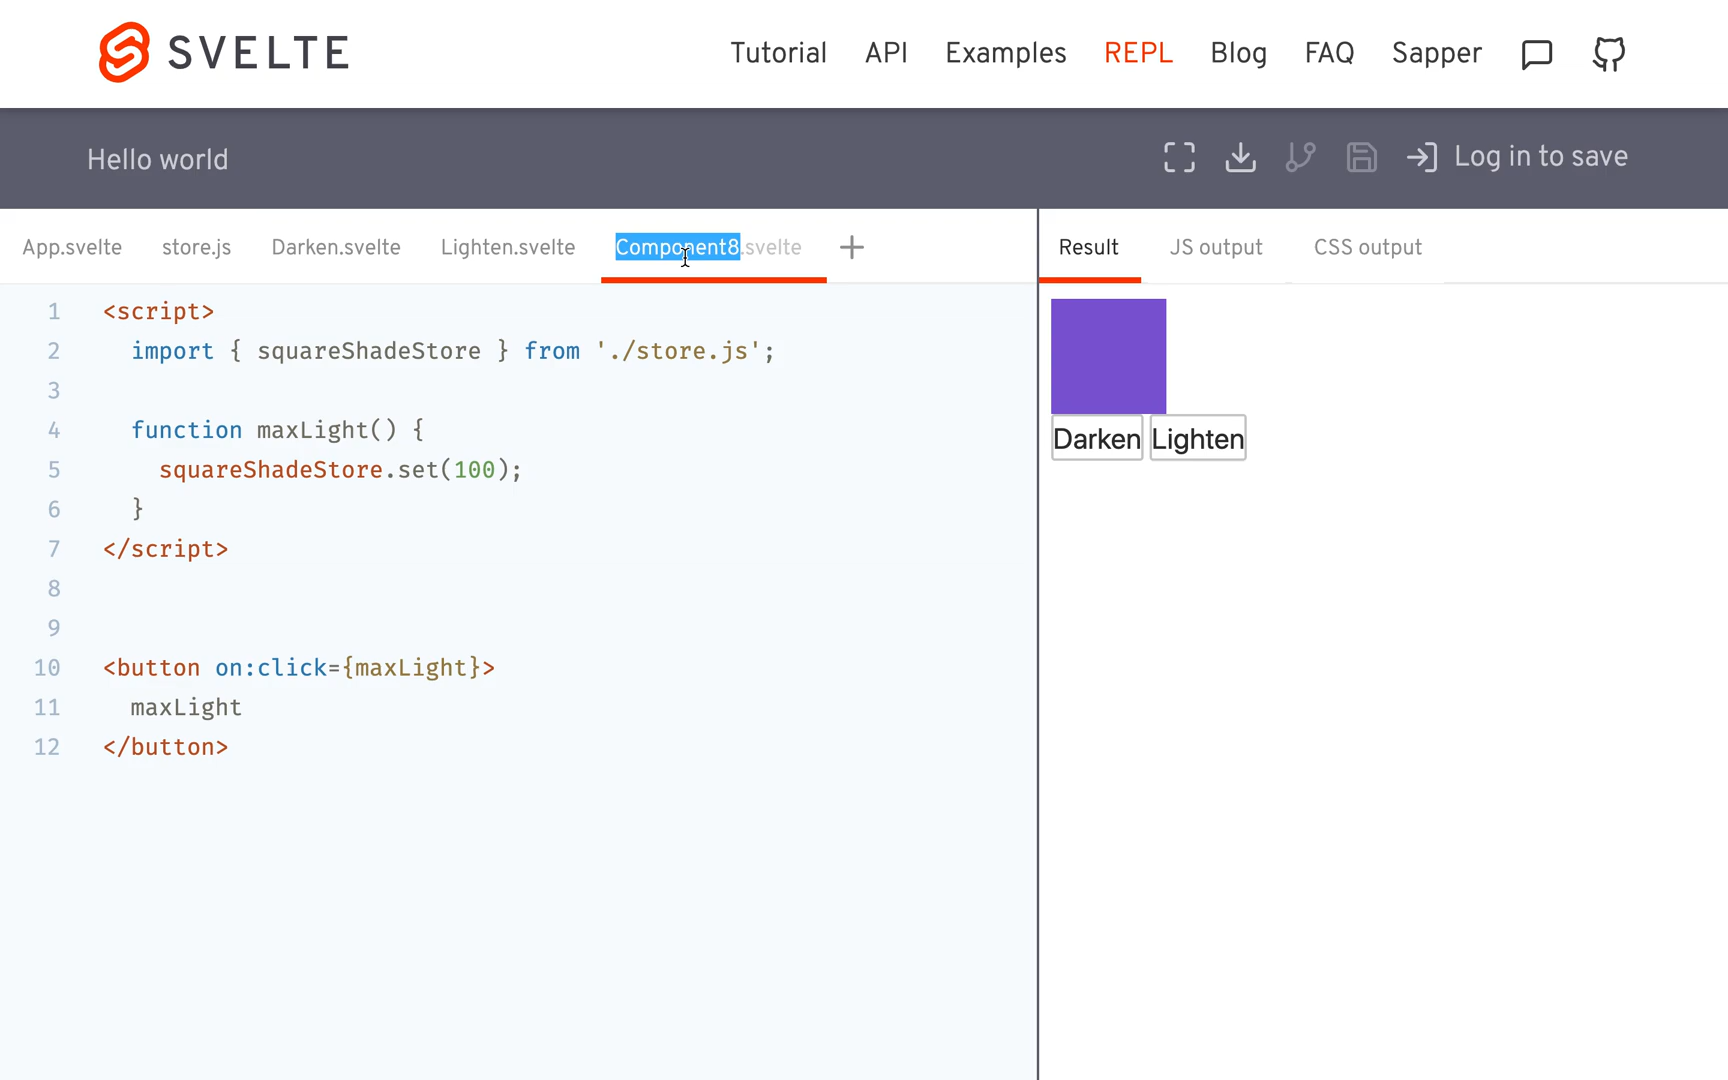 SVELTE
Tutorial API Examples REPL Blog FAQ Sapper
Hello world
Log in to save
App.svelte store.js Darken.svelte Lighten.svelte Component8.svelte +
Result JS output CSS output
1 <script>
2 import { squareShadeStore } from './store.js';
3
4 function maxLight() {
5 squareShadeStore.set(100);
6 }
7 </script>
8
9
10 <button on:click={maxLight}>
11 maxLight
12 </button>
Darken Lighten